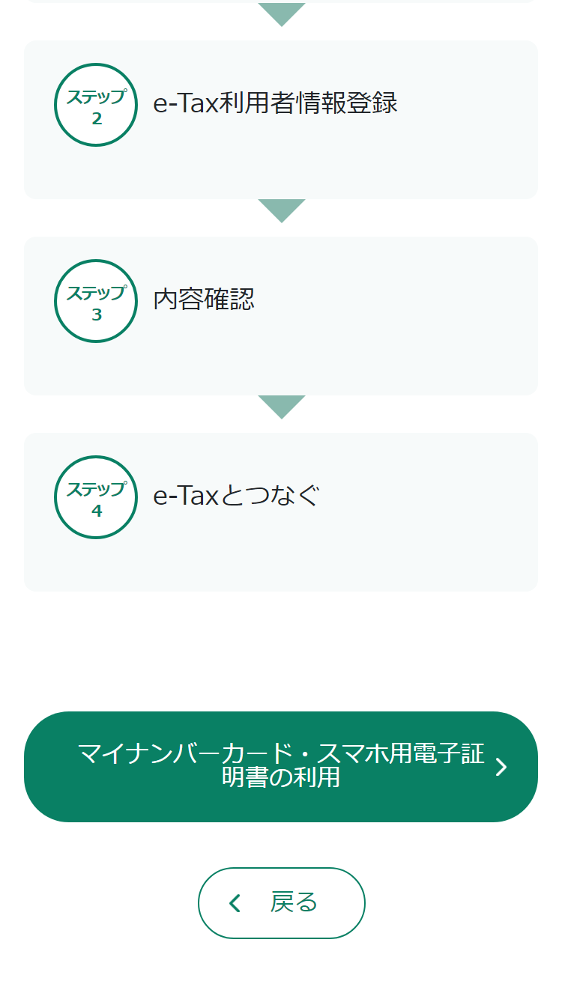 ステップ
2
e-Tax利用者情報登録
ステップ
3
内容確認
ステップ
4
e-Taxとつなぐ
マイナンバーカード・スマホ用電子証
明書の利用
戻る